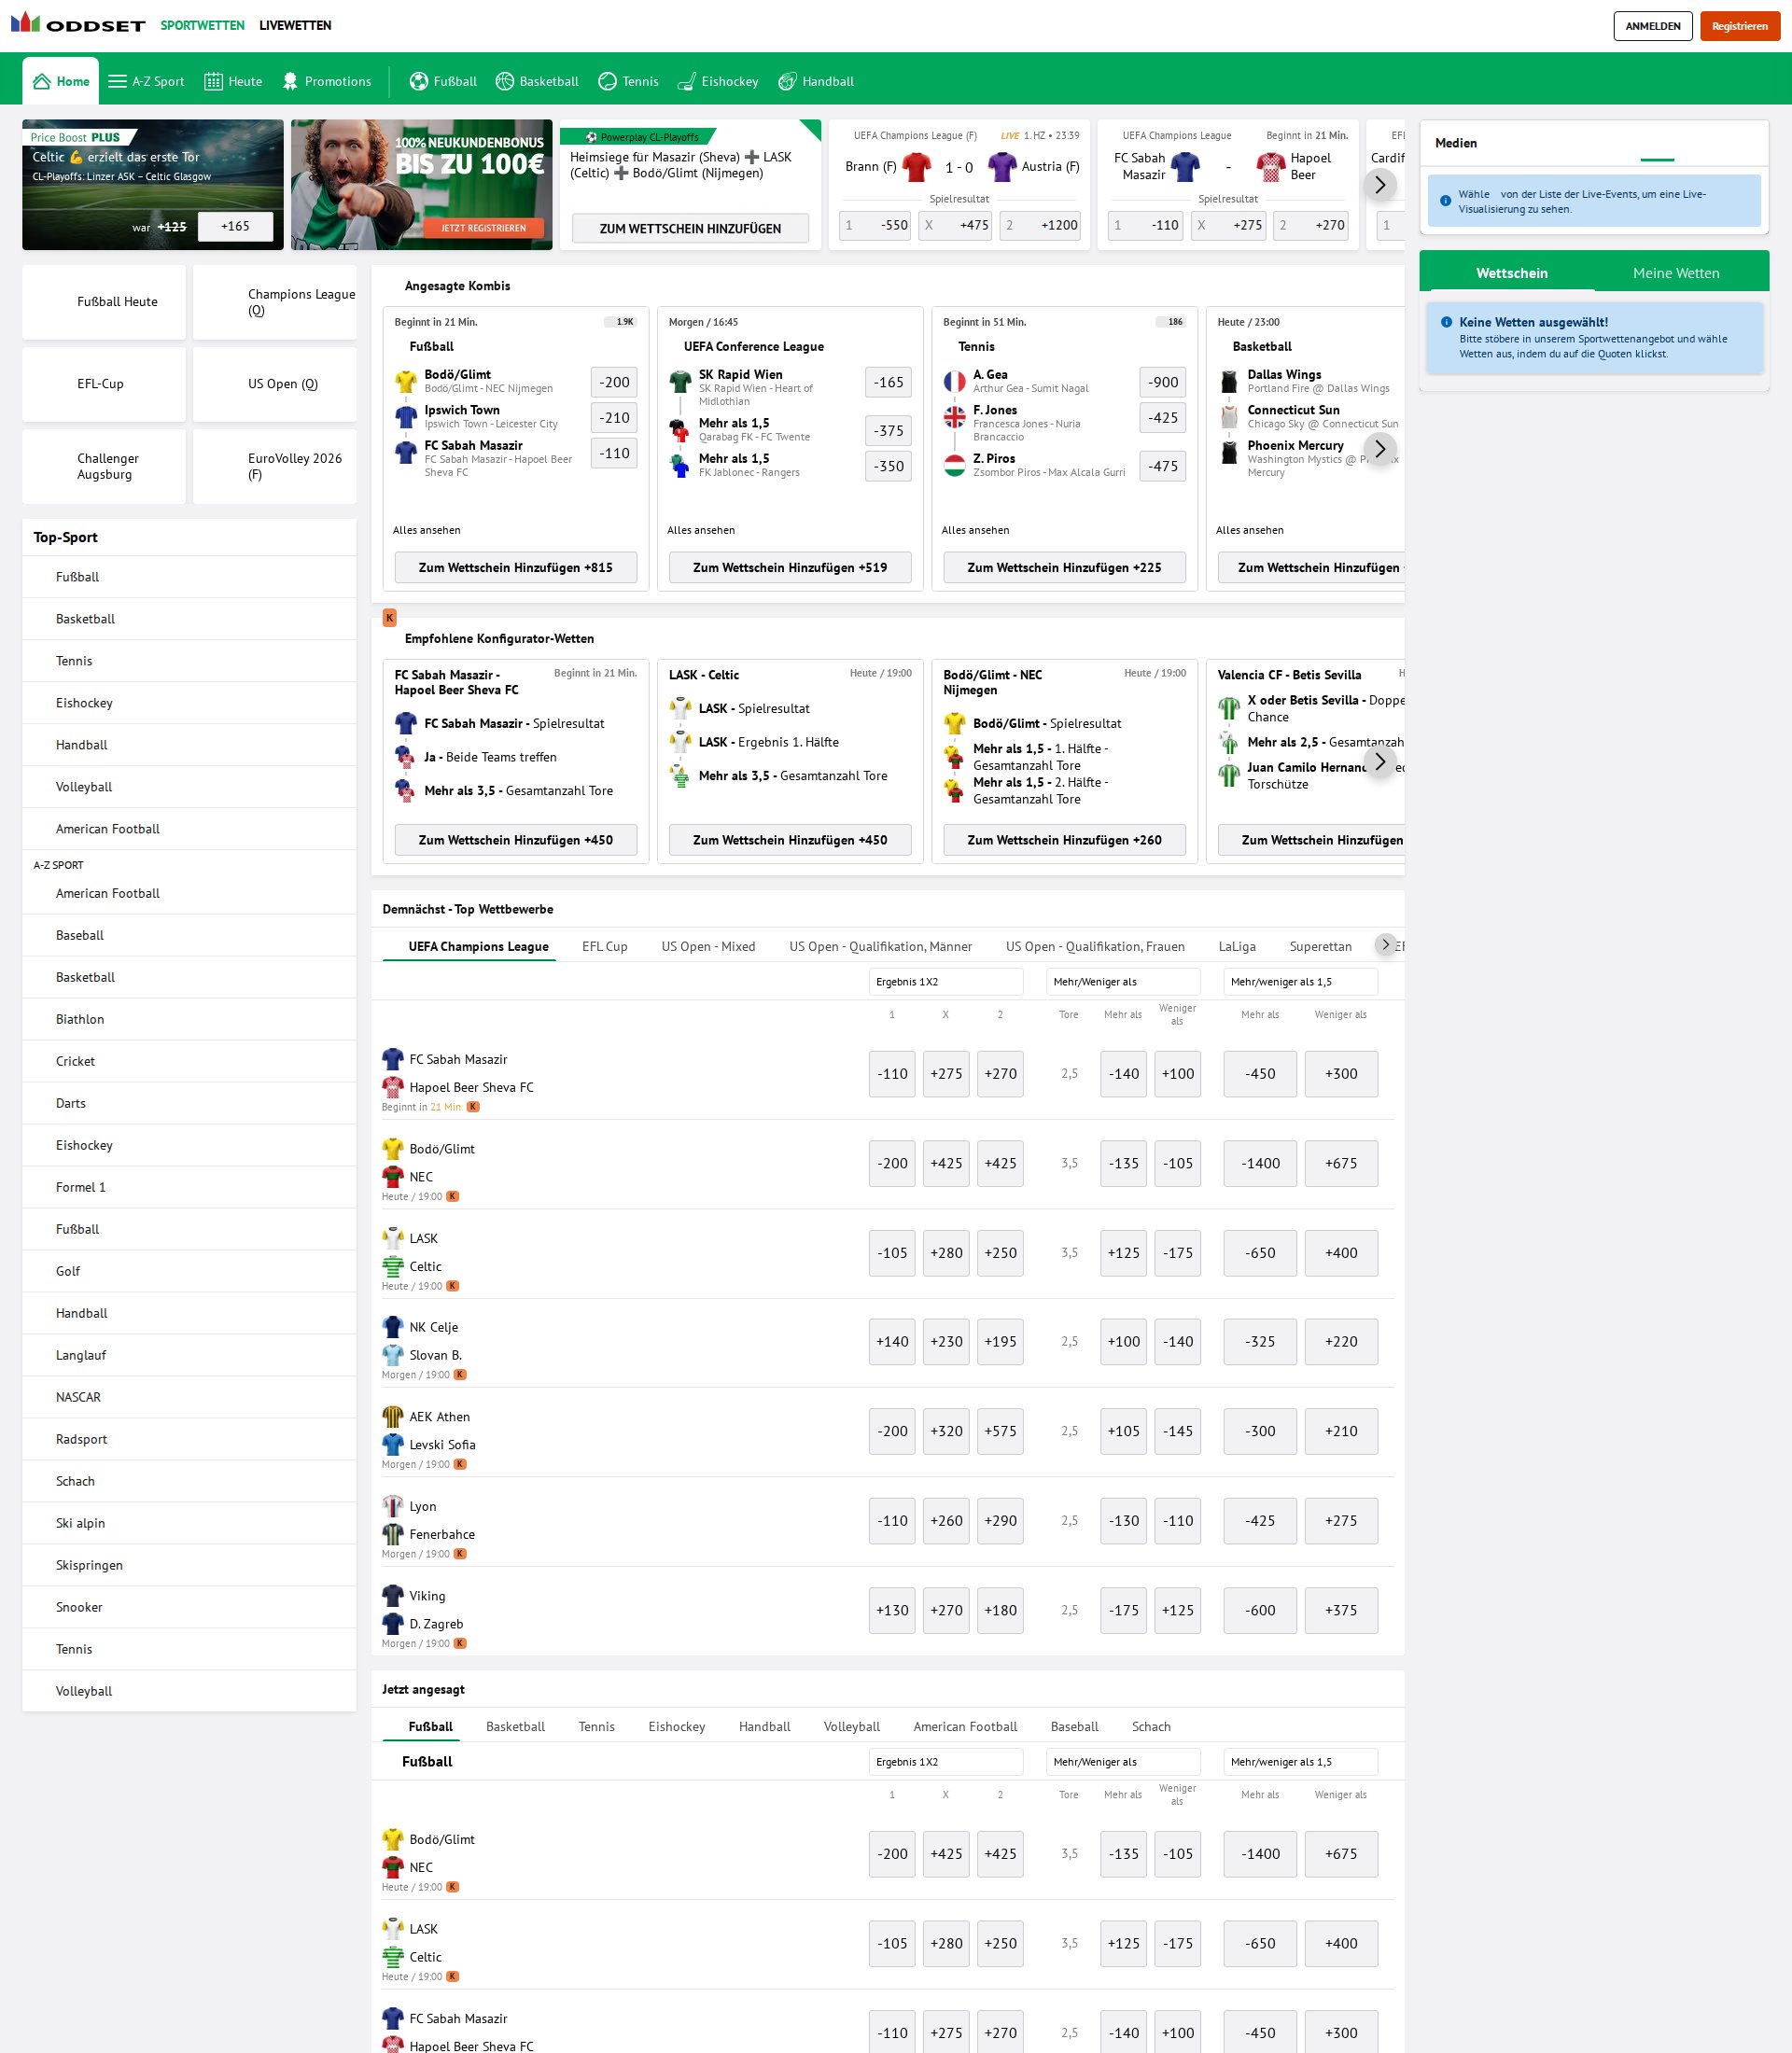 ODDSET
SPORTWETTEN
LIVEWETTEN
ANMELDEN
Registrieren
Home
A-Z Sport
Heute
Promotions
Fußball
Basketball
Tennis
Eishockey
Handball
Price Boost PLUS
Celtic 💪 erzielt das erste Tor
CL-Playoffs: Linzer ASK – Celtic Glasgow
war +125
+165
100% NEUKUNDENBONUS
BIS ZU 100€
JETZT REGISTRIEREN
⚽ Powerplay CL-Playoffs
Heimsiege für Masazir (Sheva) ➕ LASK
(Celtic) ➕ Bodö/Glimt (Nijmegen)
ZUM WETTSCHEIN HINZUFÜGEN
UEFA Champions League (F)
LIVE 1. HZ • 23:39
Brann (F)
1 - 0
Austria (F)
Spielresultat
1 -550
X +475
2 +1200
UEFA Champions League
Beginnt in 21 Min.
FC Sabah
Masazir
-
Hapoel
Beer
Spielresultat
1 -110
X +275
2 +270
1
Medien
Wähle von der Liste der Live-Events, um eine Live-
Visualisierung zu sehen.
Wettschein
Meine Wetten
Keine Wetten ausgewählt!
Bitte stöbere in unserem Sportwettenangebot und wähle
Wetten aus, indem du auf die Quoten klickst.
Fußball Heute
Champions League
(Q)
EFL-Cup
US Open (Q)
Challenger
Augsburg
EuroVolley 2026
(F)
Top-Sport
Fußball
Basketball
Tennis
Eishockey
Handball
Volleyball
American Football
A-Z SPORT
American Football
Baseball
Basketball
Biathlon
Cricket
Darts
Eishockey
Formel 1
Fußball
Golf
Handball
Langlauf
NASCAR
Radsport
Schach
Ski alpin
Skispringen
Snooker
Tennis
Volleyball
Angesagte Kombis
Beginnt in 21 Min.
1.9K
Fußball
Bodö/Glimt
Bodö/Glimt - NEC Nijmegen
-200
Ipswich Town
Ipswich Town - Leicester City
-210
FC Sabah Masazir
FC Sabah Masazir - Hapoel Beer
Sheva FC
-110
Alles ansehen
Zum Wettschein Hinzufügen +815
Morgen / 16:45
UEFA Conference League
SK Rapid Wien
SK Rapid Wien - Heart of
Midlothian
-165
Mehr als 1,5
Qarabag FK - FC Twente
-375
Mehr als 1,5
FK Jablonec - Rangers
-350
Alles ansehen
Zum Wettschein Hinzufügen +519
Beginnt in 51 Min.
186
Tennis
A. Gea
Arthur Gea - Sumit Nagal
-900
F. Jones
Francesca Jones - Nuria
Brancaccio
-425
Z. Piros
Zsombor Piros - Max Alcala Gurri
-475
Alles ansehen
Zum Wettschein Hinzufügen +225
Heute / 23:00
Basketball
Dallas Wings
Portland Fire @ Dallas Wings
Connecticut Sun
Chicago Sky @ Connecticut Sun
Phoenix Mercury
Washington Mystics @
Mercury
Alles ansehen
Zum Wettschein Hinzufügen
K
Empfohlene Konfigurator-Wetten
FC Sabah Masazir -
Hapoel Beer Sheva FC
Beginnt in 21 Min.
FC Sabah Masazir - Spielresultat
Ja - Beide Teams treffen
Mehr als 3,5 - Gesamtanzahl Tore
Zum Wettschein Hinzufügen +450
LASK - Celtic
Heute / 19:00
LASK - Spielresultat
LASK - Ergebnis 1. Hälfte
Mehr als 3,5 - Gesamtanzahl Tore
Zum Wettschein Hinzufügen +450
Bodö/Glimt - NEC
Nijmegen
Heute / 19:00
Bodö/Glimt - Spielresultat
Mehr als 1,5 - 1. Hälfte -
Gesamtanzahl Tore
Mehr als 1,5 - 2. Hälfte -
Gesamtanzahl Tore
Zum Wettschein Hinzufügen +260
Valencia CF - Betis Sevilla
X oder Betis Sevilla -
Chance
Mehr als 2,5 -
Juan Camilo
Torschütze
Zum Wettschein Hinzufügen
Demnächst - Top Wettbewerbe
UEFA Champions League
EFL Cup
US Open - Mixed
US Open - Qualifikation, Männer
US Open - Qualifikation, Frauen
LaLiga
Superettan
Ergebnis 1X2
Mehr/Weniger als
Mehr/weniger als 1,5
1 X 2
Tore Mehr als Weniger als
Mehr als Weniger als
FC Sabah Masazir
Hapoel Beer Sheva FC
Beginnt in 21 Min. K
-110 +275 +270 2,5 -140 +100 -450 +300
Bodö/Glimt
NEC
Heute / 19:00 K
-200 +425 +425 3,5 -135 -105 -1400 +675
LASK
Celtic
Heute / 19:00 K
-105 +280 +250 3,5 +125 -175 -650 +400
NK Celje
Slovan B.
Morgen / 19:00 K
+140 +230 +195 2,5 +100 -140 -325 +220
AEK Athen
Levski Sofia
Morgen / 19:00 K
-200 +320 +575 2,5 +105 -145 -300 +210
Lyon
Fenerbahce
Morgen / 19:00 K
-110 +260 +290 2,5 -130 -110 -425 +275
Viking
D. Zagreb
Morgen / 19:00 K
+130 +270 +180 2,5 -175 +125 -600 +375
Jetzt angesagt
Fußball
Basketball
Tennis
Eishockey
Handball
Volleyball
American Football
Baseball
Schach
Fußball
Ergebnis 1X2
Mehr/Weniger als
Mehr/weniger als 1,5
1 X 2
Tore Mehr als Weniger als
Mehr als Weniger als
Bodö/Glimt
NEC
Heute / 19:00 K
-200 +425 +425 3,5 -135 -105 -1400 +675
LASK
Celtic
Heute / 19:00 K
-105 +280 +250 3,5 +125 -175 -650 +400
FC Sabah Masazir
Hapoel Beer Sheva FC
-110 +275 +270 2,5 -140 +100 -450 +300